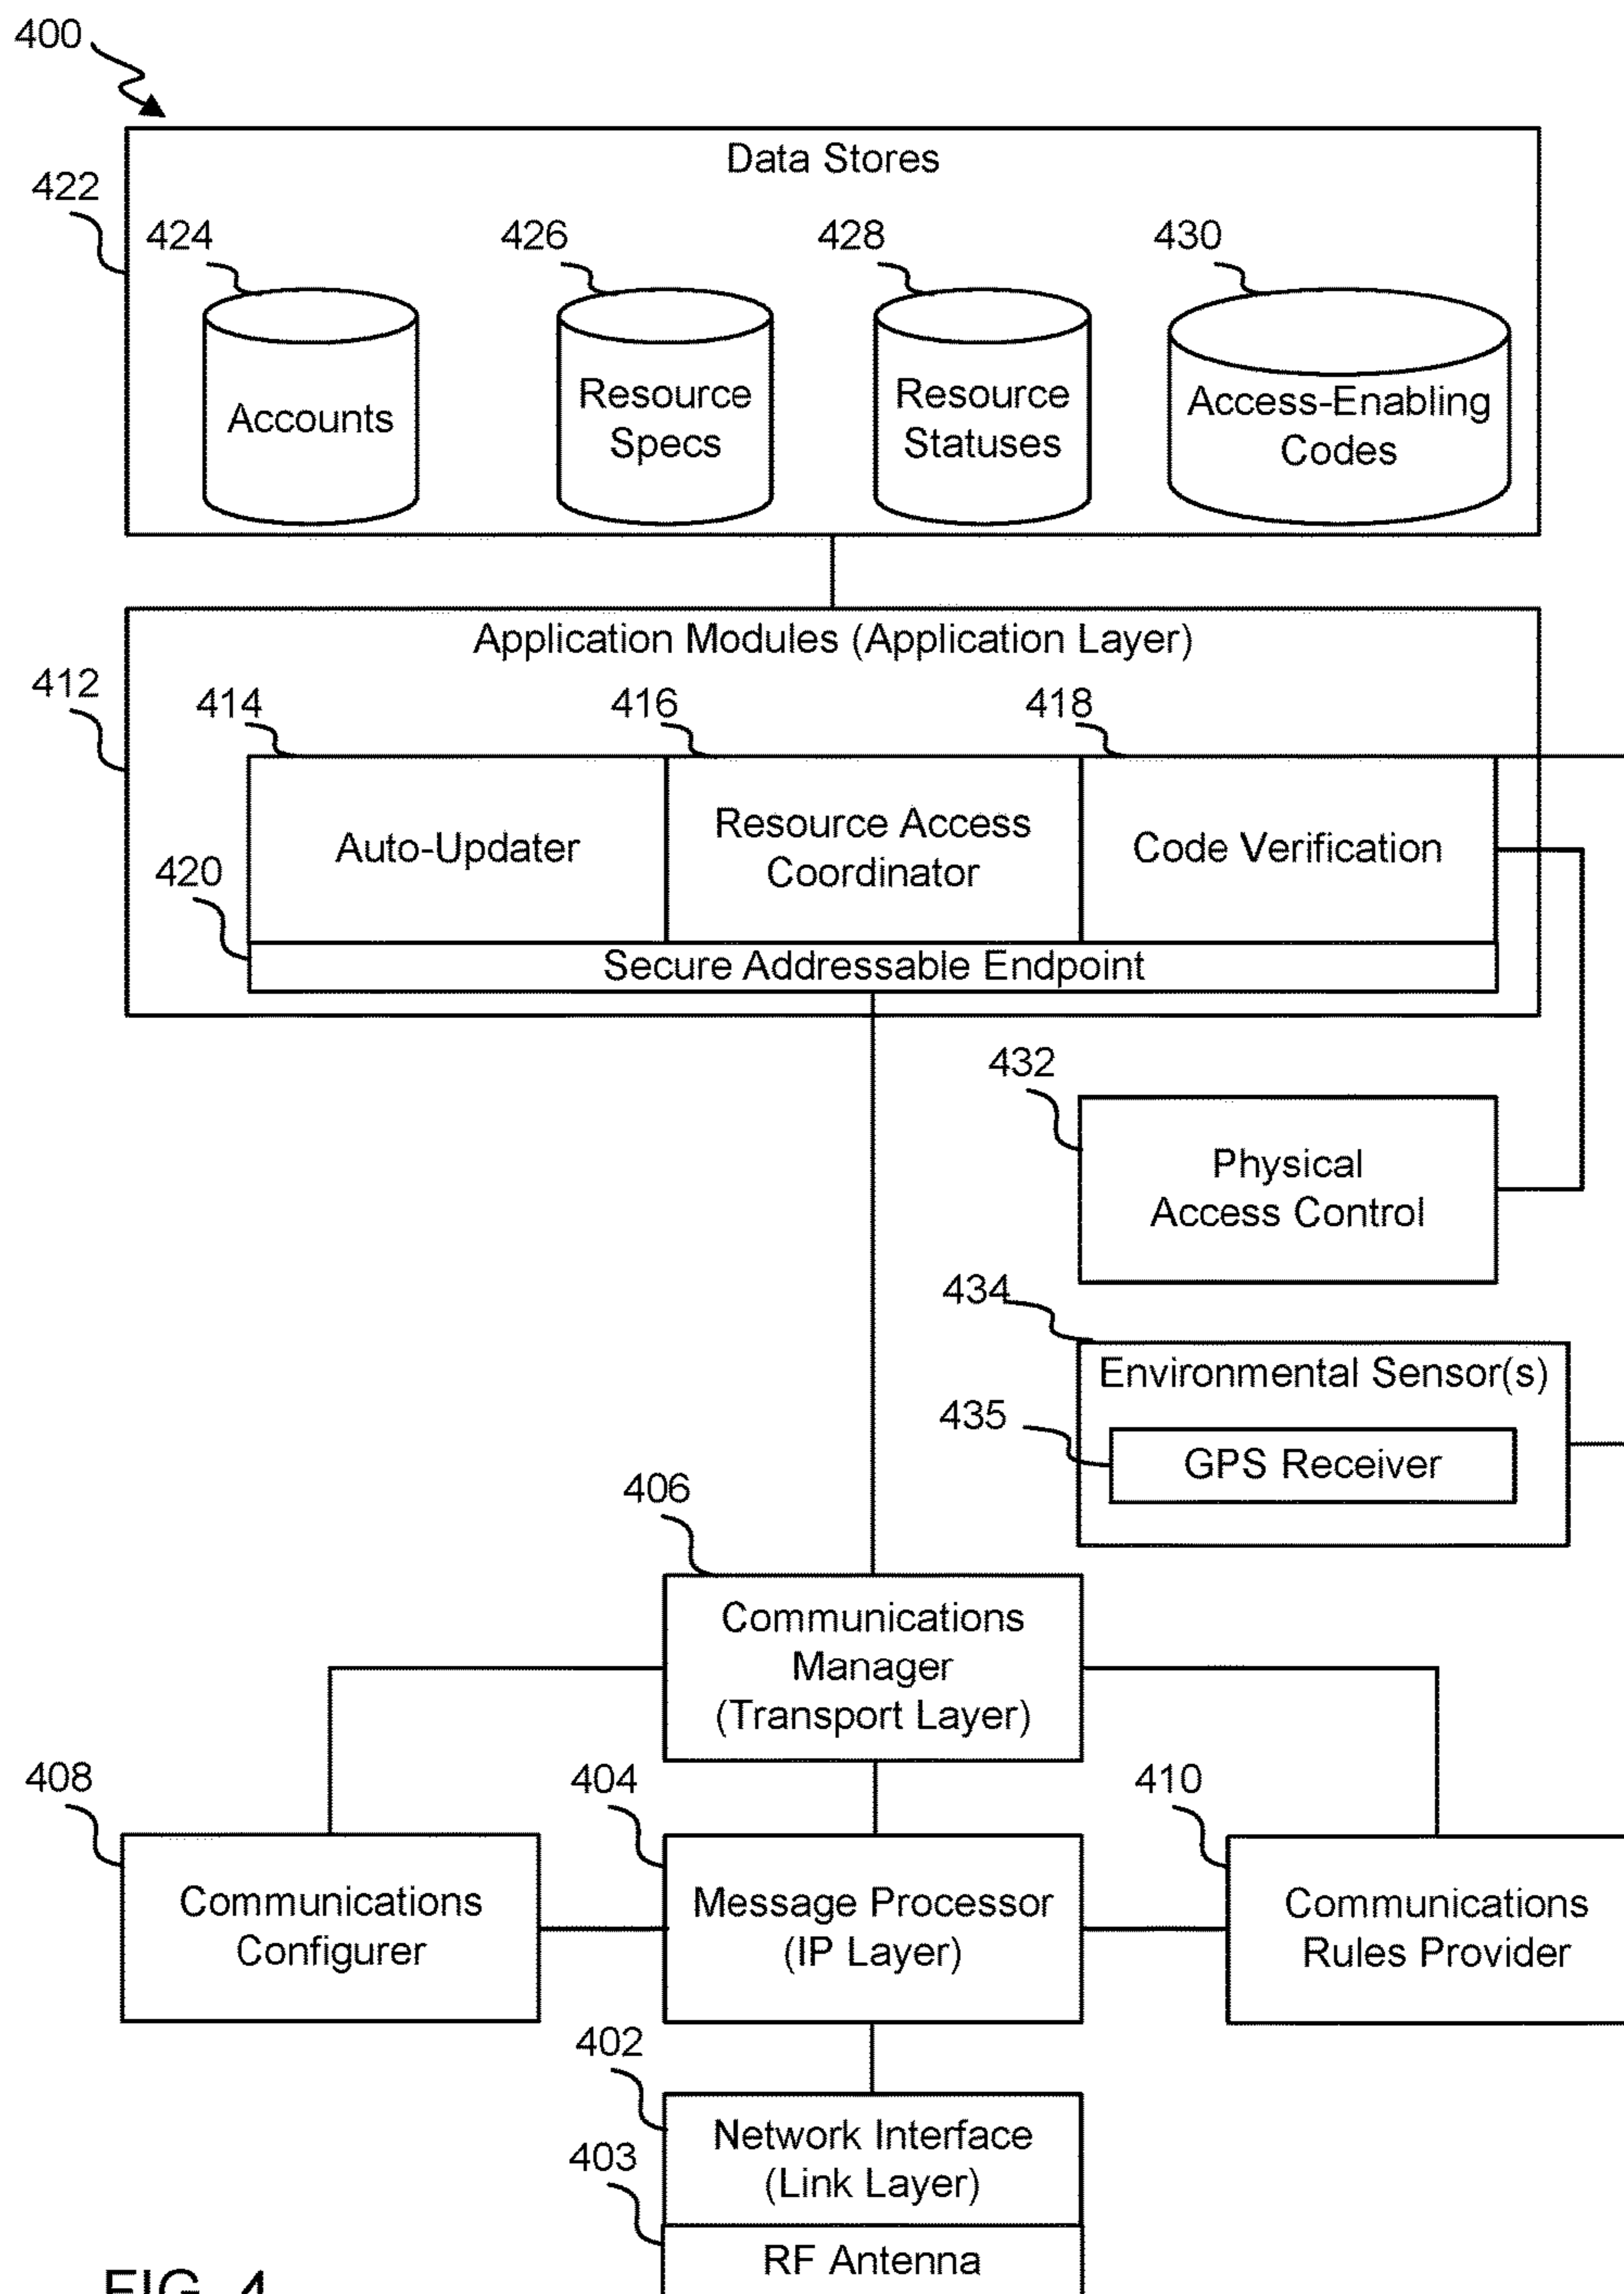 400
Data Stores
422
424
426
428
430
Accounts
Resource
Specs
Resource
Statuses
Access-Enabling
Codes
Application Modules (Application Layer)
412
414
416
418
Auto-Updater
Resource Access
Coordinator
Code Verification
420
Secure Addressable Endpoint
432
Physical
Access Control
434
Environmental Sensor(s)
435
GPS Receiver
406
Communications
Manager
(Transport Layer)
408
404
410
Communications
Configurer
Message Processor
(IP Layer)
Communications
Rules Provider
402
Network Interface
(Link Layer)
403
RF Antenna
FIG. 4